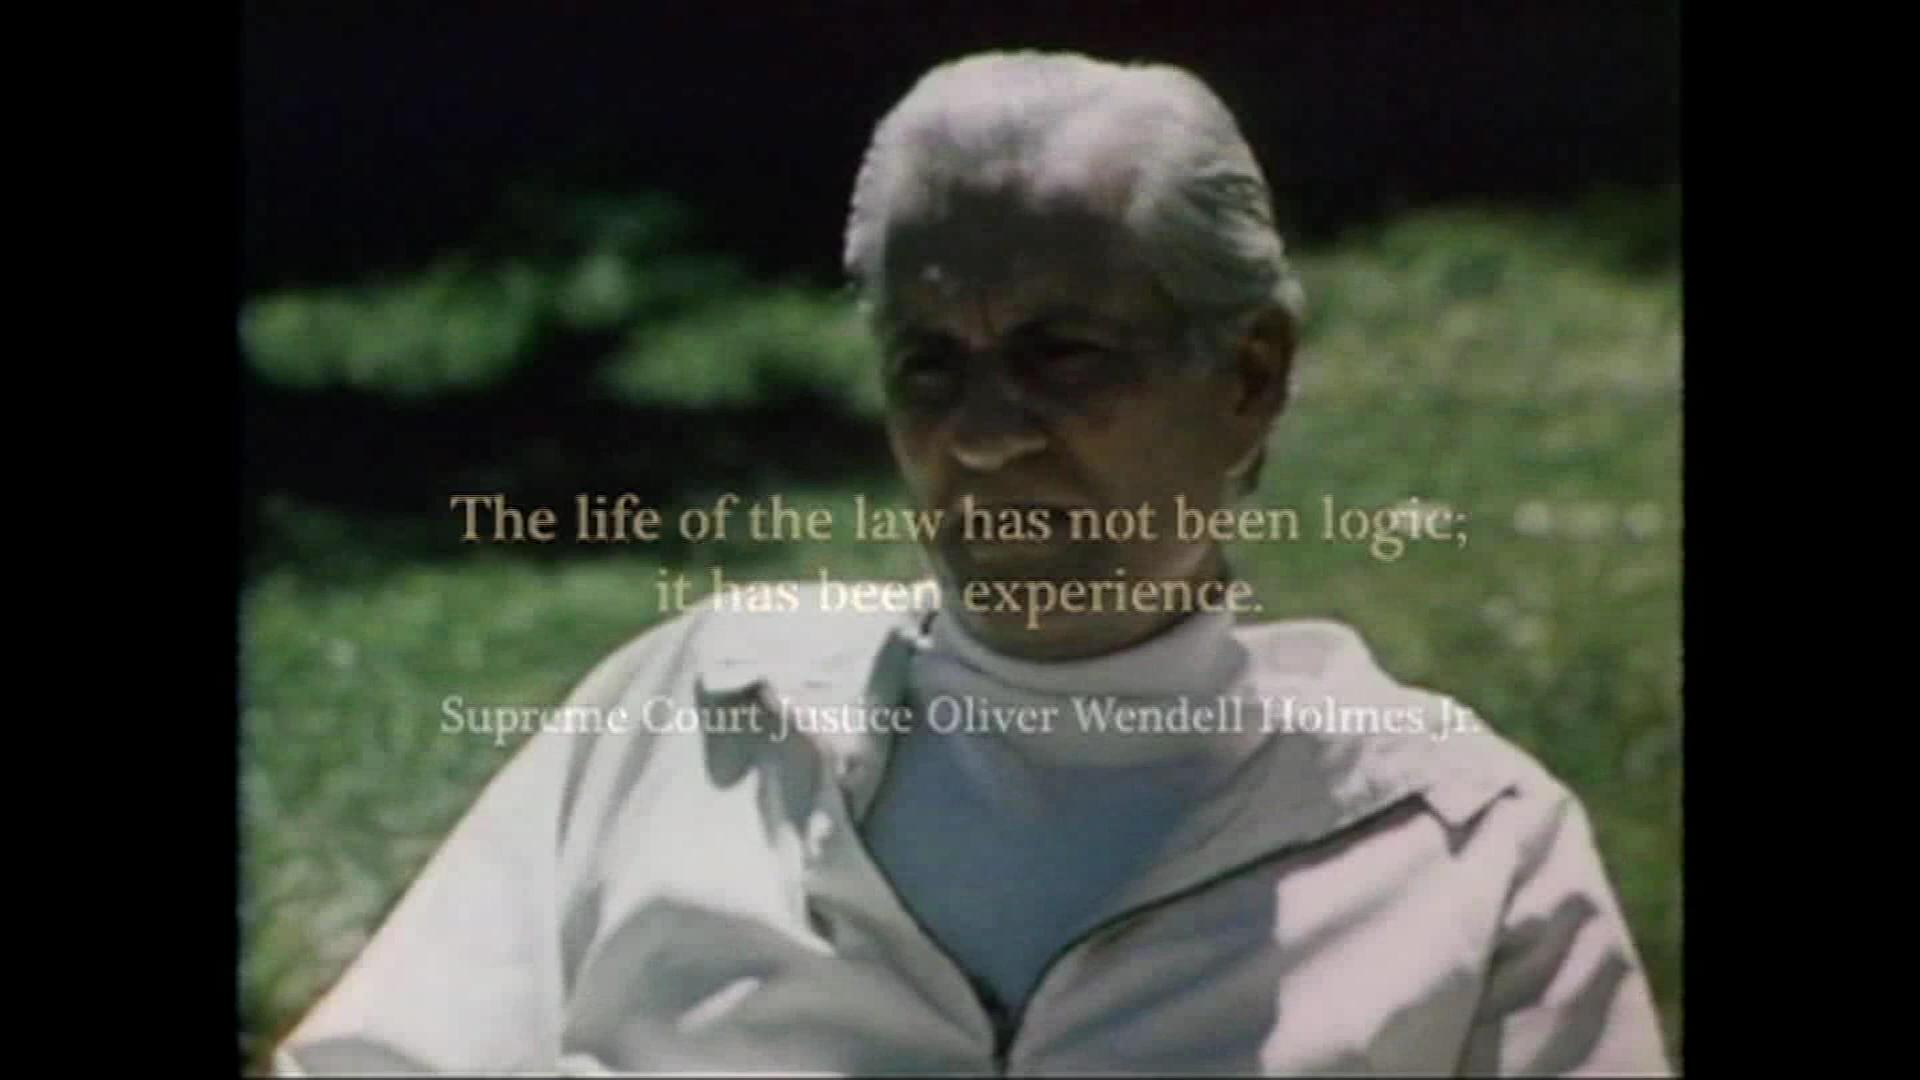 The life of the law has not been logic;
it has been experience.
Supreme Court Justice Oliver Wendell Holmes Jr.